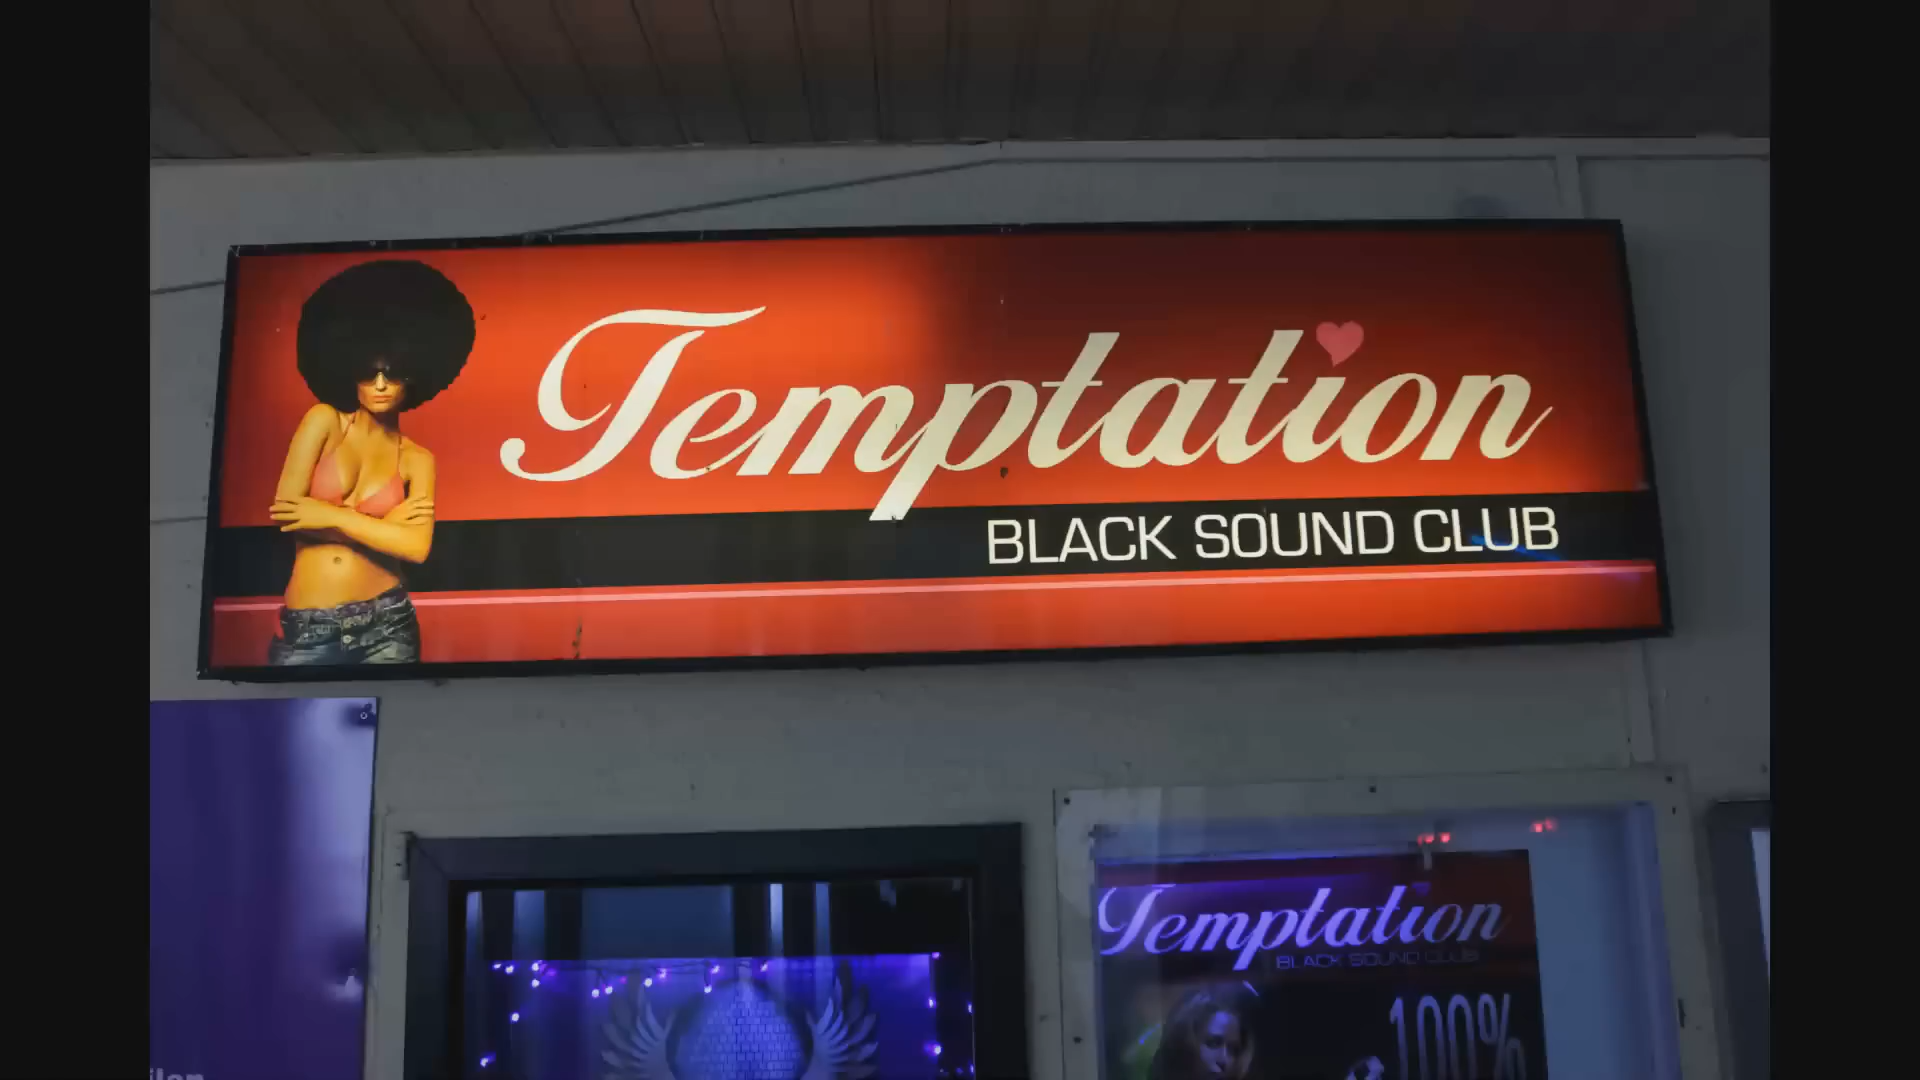 Temptation
BLACK SOUND CLUB
Temptation
BLACK SOUND CLUB
100%